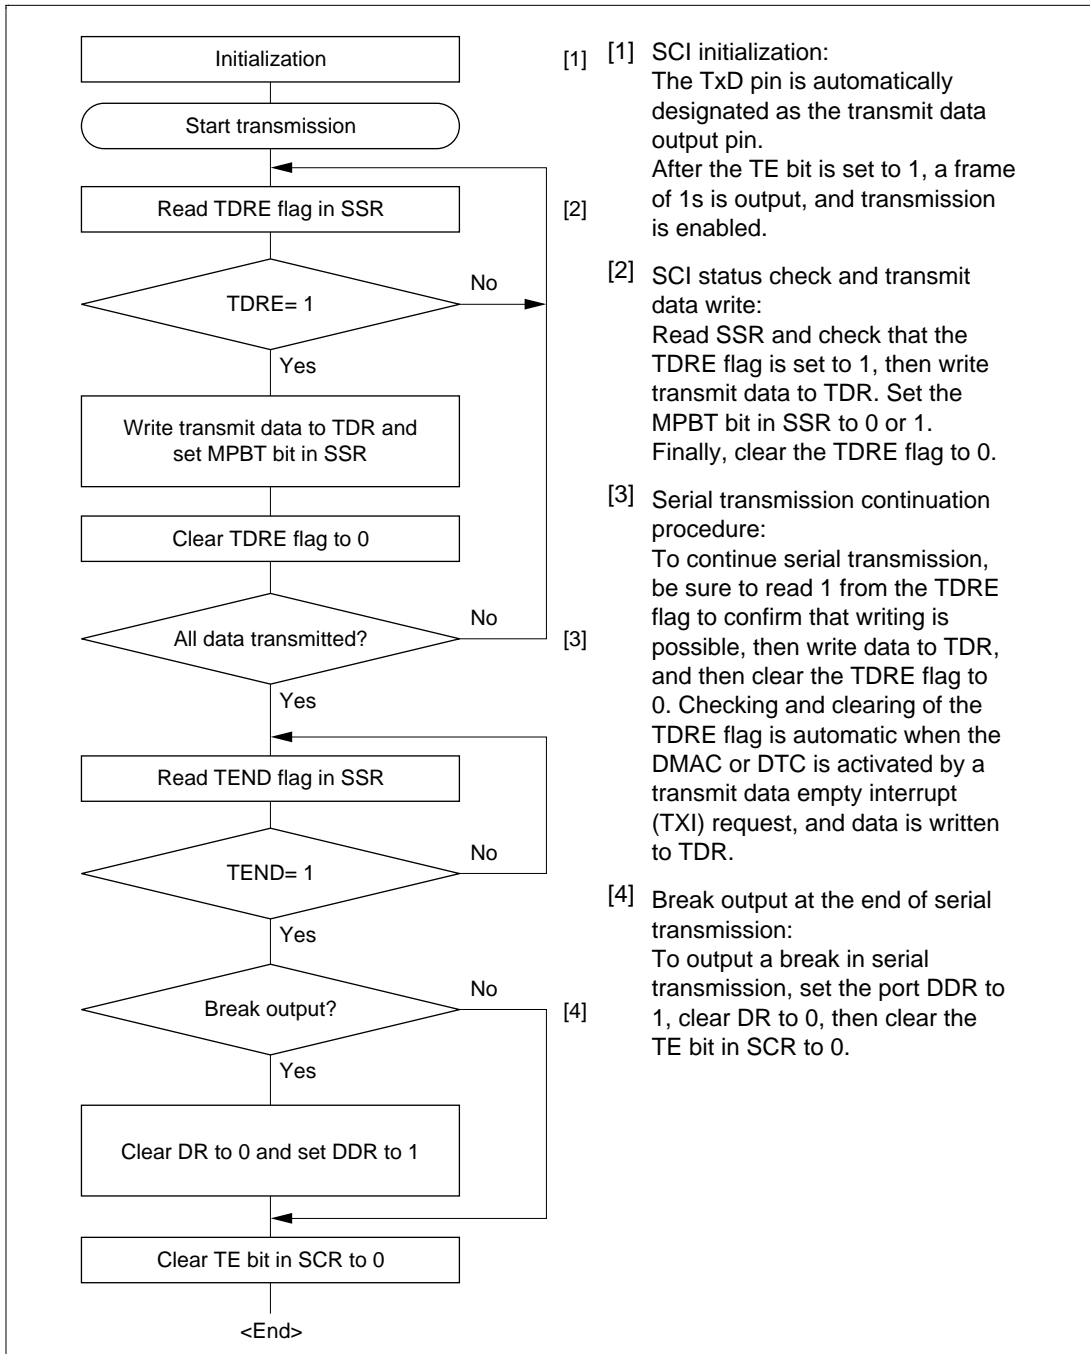 Initialization
[1]
Start transmission
Read TDRE flag in SSR
[2]
TDRE= 1
No
Yes
Write transmit data to TDR and
set MPBT bit in SSR
Clear TDRE flag to 0
All data transmitted?
No
[3]
Yes
Read TEND flag in SSR
TEND= 1
No
Yes
Break output?
No
[4]
Yes
Clear DR to 0 and set DDR to 1
Clear TE bit in SCR to 0
<End>
[1] SCI initialization:
The TxD pin is automatically
designated as the transmit data
output pin.
After the TE bit is set to 1, a frame
of 1s is output, and transmission
is enabled.
[2] SCI status check and transmit
data write:
Read SSR and check that the
TDRE flag is set to 1, then write
transmit data to TDR. Set the
MPBT bit in SSR to 0 or 1.
Finally, clear the TDRE flag to 0.
[3] Serial transmission continuation
procedure:
To continue serial transmission,
be sure to read 1 from the TDRE
flag to confirm that writing is
possible, then write data to TDR,
and then clear the TDRE flag to
0. Checking and clearing of the
TDRE flag is automatic when the
DMAC or DTC is activated by a
transmit data empty interrupt
(TXI) request, and data is written
to TDR.
[4] Break output at the end of serial
transmission:
To output a break in serial
transmission, set the port DDR to
1, clear DR to 0, then clear the
TE bit in SCR to 0.